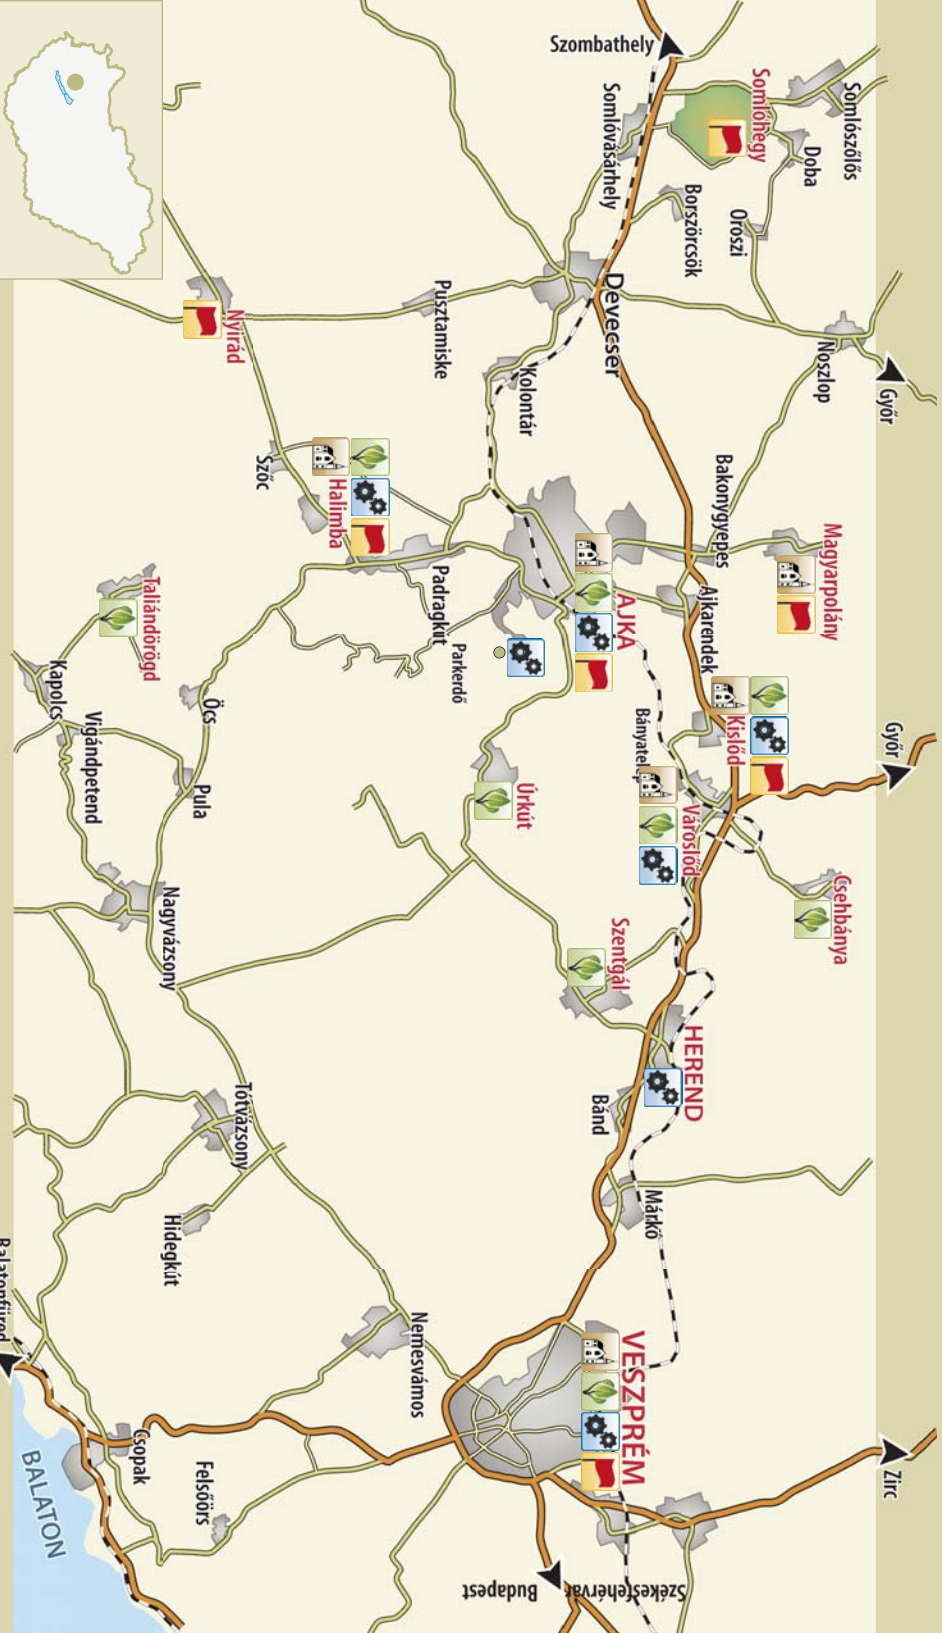 Szombathely
Somlóhegy
Somlószőlős
Doba
Somlóvásárhely
Borszörcsök
Oroszi
Devecser
Noszlop
Győr
Pusztamiske
Nyirád
Kolontár
Bakonygyepes
Magyarpolány
Szőc
Halimba
Padragkút
Parkerdő
AJKA
Ajkarendek
Kislőd
Győr
Bányatelep
Városlőd
Csehbánya
Taliándörögd
Kapolcs
Vigándpetend
Öcs
Pula
Úrkút
Nagyvázsony
Szentgál
HEREND
Bánd
Márkó
Tótvázsony
Hidegkút
Nemesvámos
VESZPRÉM
Zirc
Balatonfüred
Csopak
Felsőörs
BALATON
Budapest
Székesfehérvár